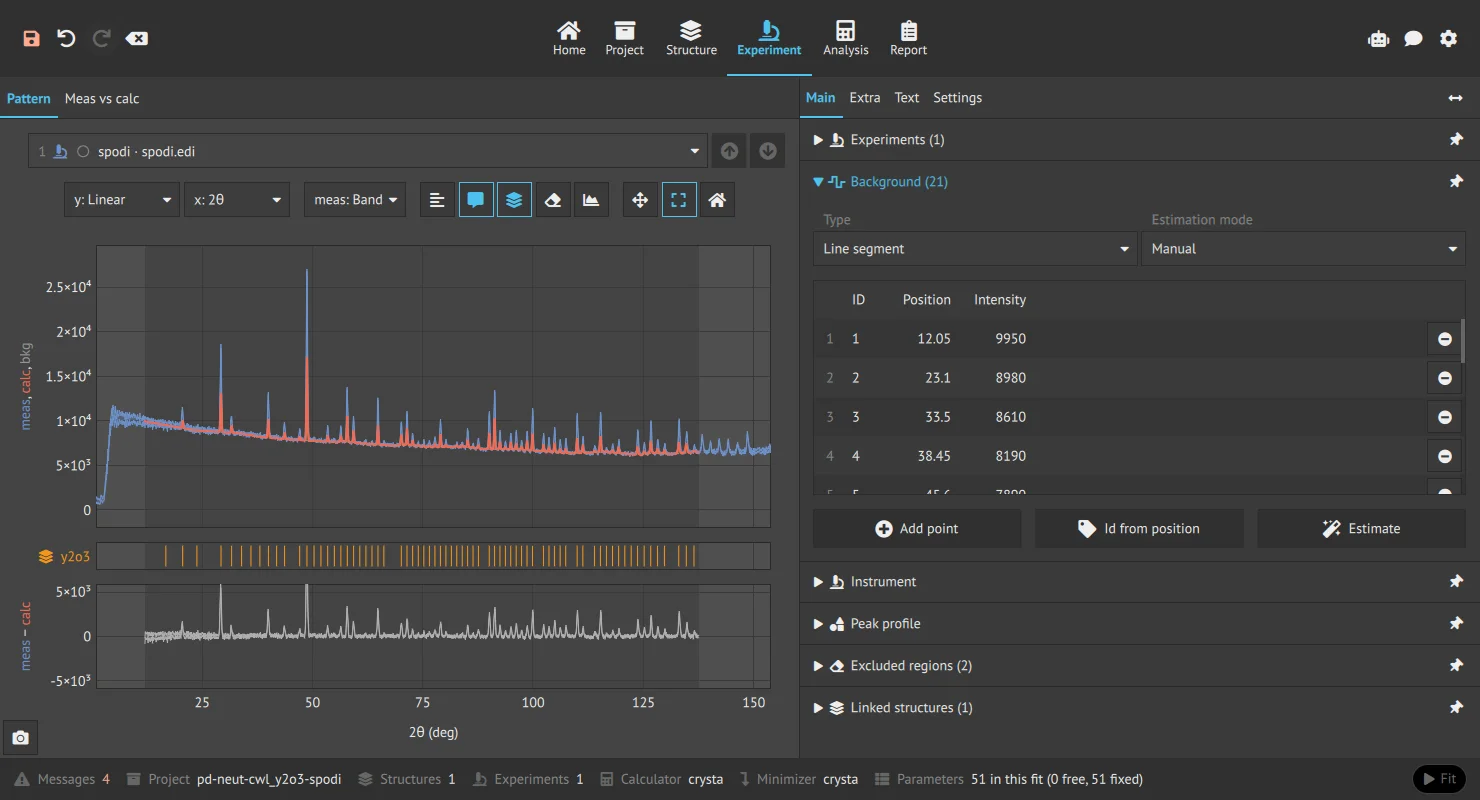 Home Project Structure Experiment Analysis Report
Pattern Meas vs calc
1 spodi · spodi.edi
y: Linear x: 2θ meas: Band
meas, calc, bkg
2.5×10⁴
2×10⁴
1.5×10⁴
1×10⁴
5×10³
0
y2o3
meas − calc
5×10³
0
-5×10³
25 50 75 100 125 150
2θ (deg)
Main Extra Text Settings
Experiments (1)
Background (21)
Type Estimation mode
Line segment Manual
ID Position Intensity
1 1 12.05 9950
2 2 23.1 8980
3 3 33.5 8610
4 4 38.45 8190
5 5 45.6 7890
Add point Id from position Estimate
Instrument
Peak profile
Excluded regions (2)
Linked structures (1)
Messages 4 Project pd-neut-cwl_y2o3-spodi Structures 1 Experiments 1 Calculator crysta Minimizer crysta Parameters 51 in this fit (0 free, 51 fixed) Fit